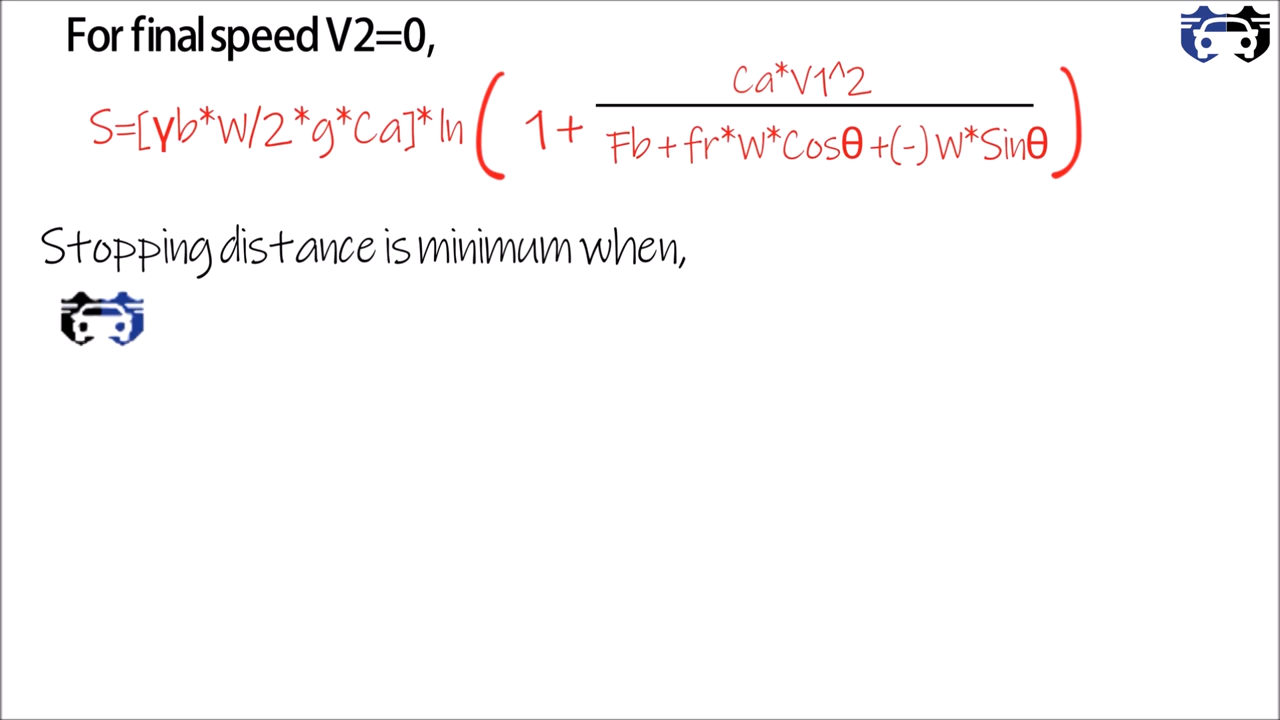 For final speed V2=0,
Ca*V1^2
S=[γb*W/2*g*Ca]*ln( 1+ )
Fb+fr*W*Cosθ+(-)W*Sinθ
Stopping distance is minimum when,